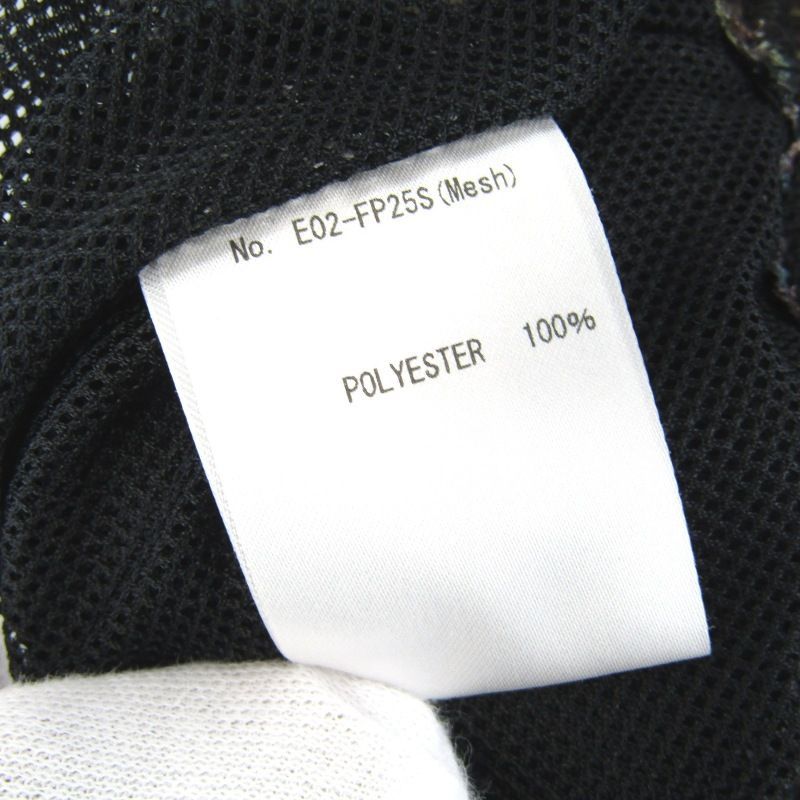 No. E02-FP25S(Mesh)
POLYESTER 100%